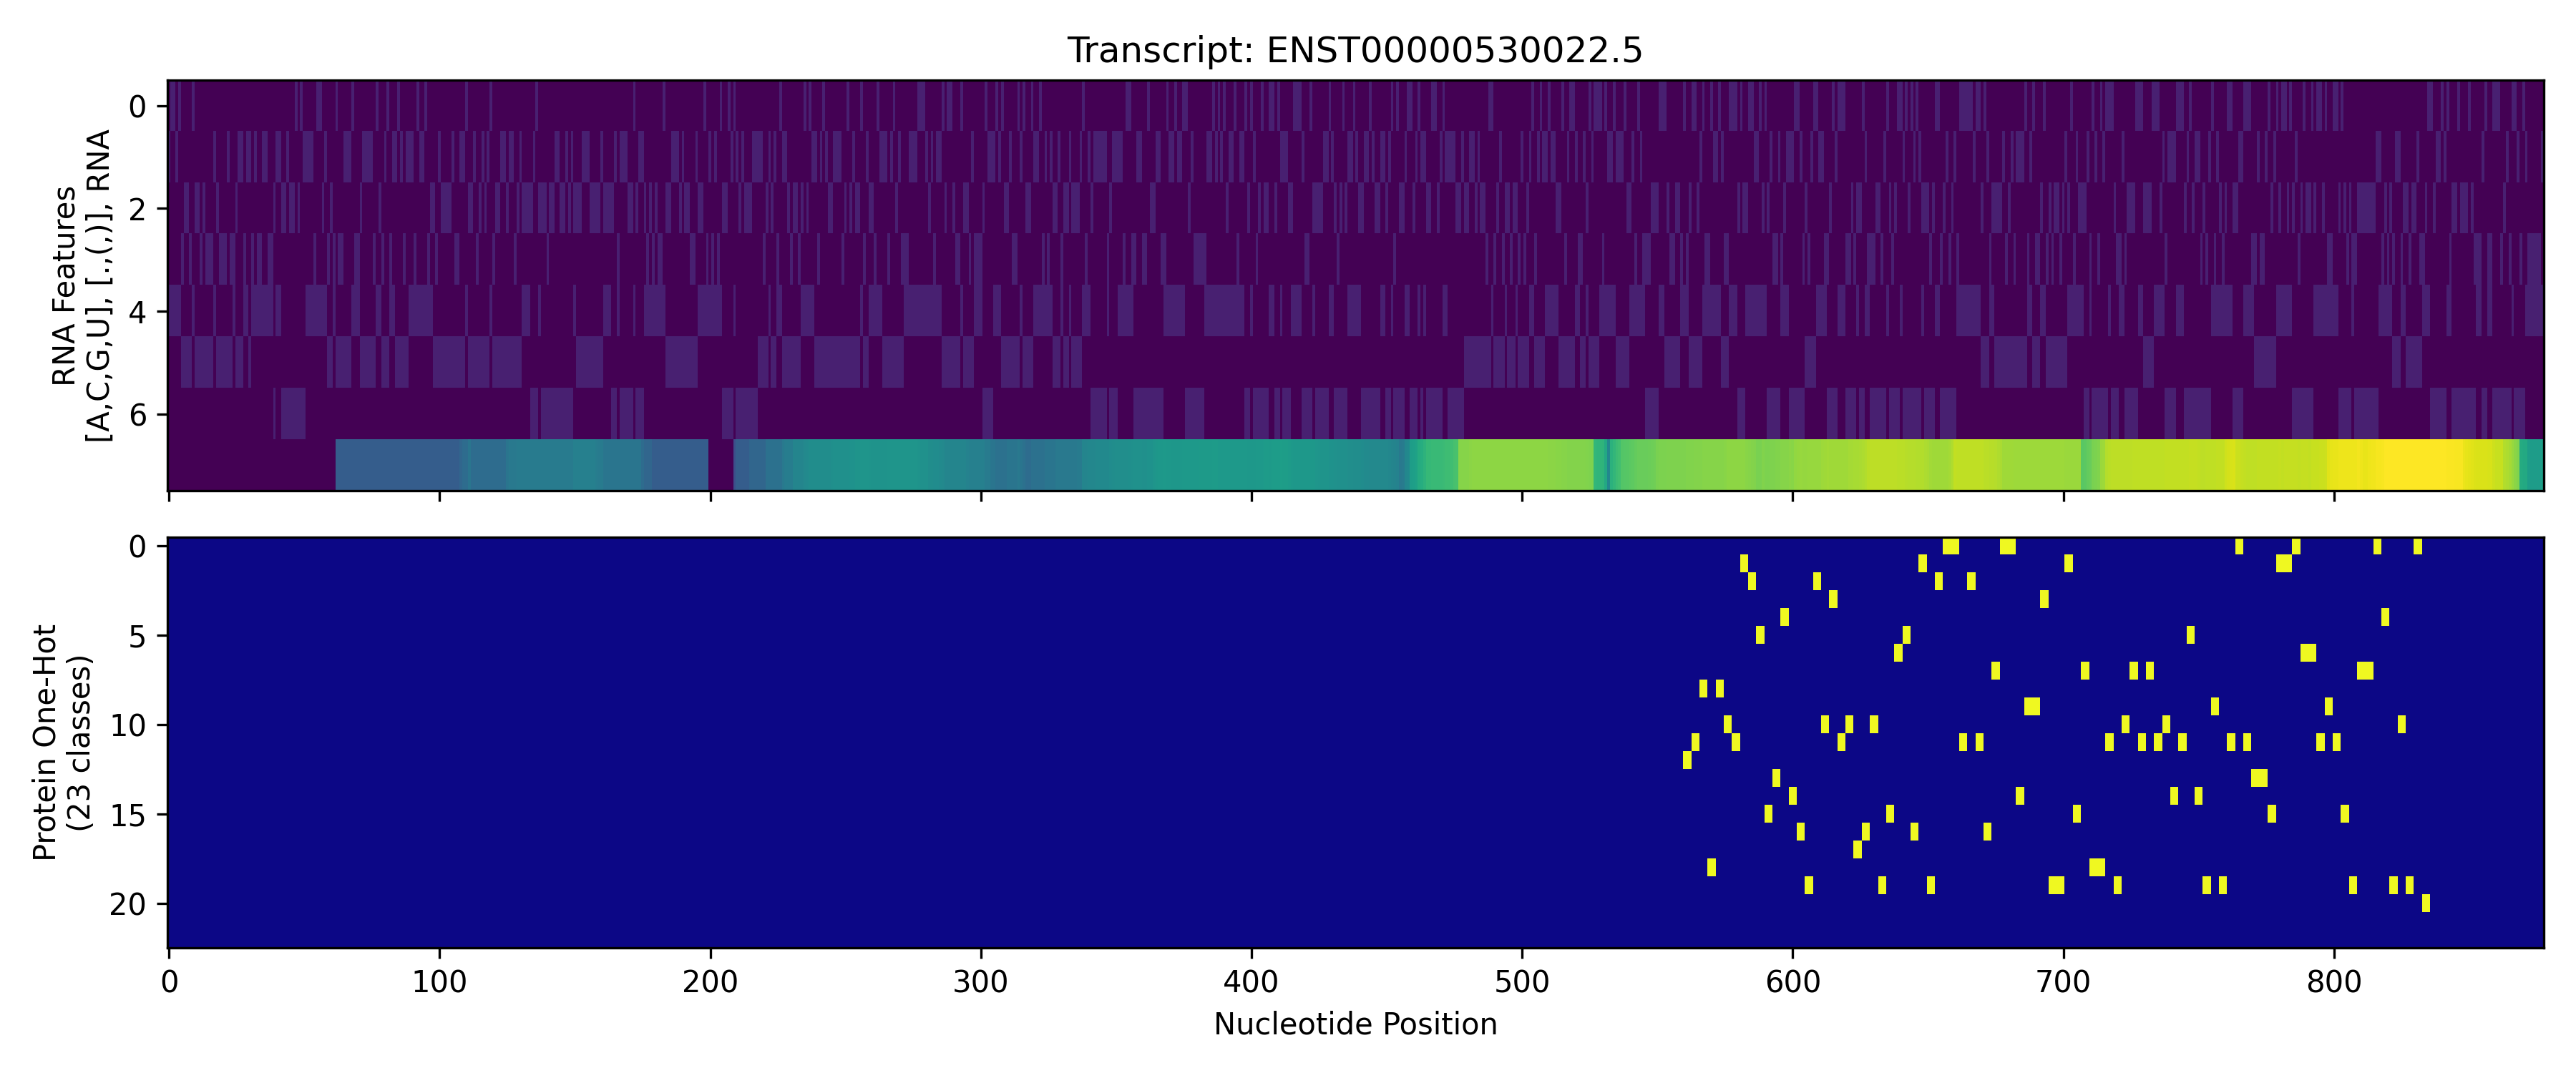 Transcript: ENST00000530022.5
RNA Features
[A,C,G,U], [.,(,)], RNA
0
2
4
6
Protein One-Hot
(23 classes)
0
5
10
15
20
0 100 200 300 400 500 600 700 800
Nucleotide Position